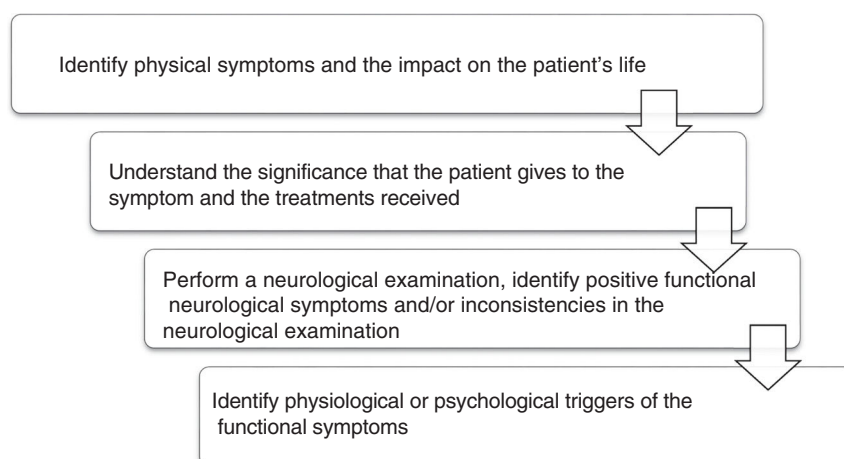 Identify physical symptoms and the impact on the patient's life
Understand the significance that the patient gives to the
symptom and the treatments received
Perform a neurological examination, identify positive functional
neurological symptoms and/or inconsistencies in the
neurological examination
Identify physiological or psychological triggers of the
functional symptoms